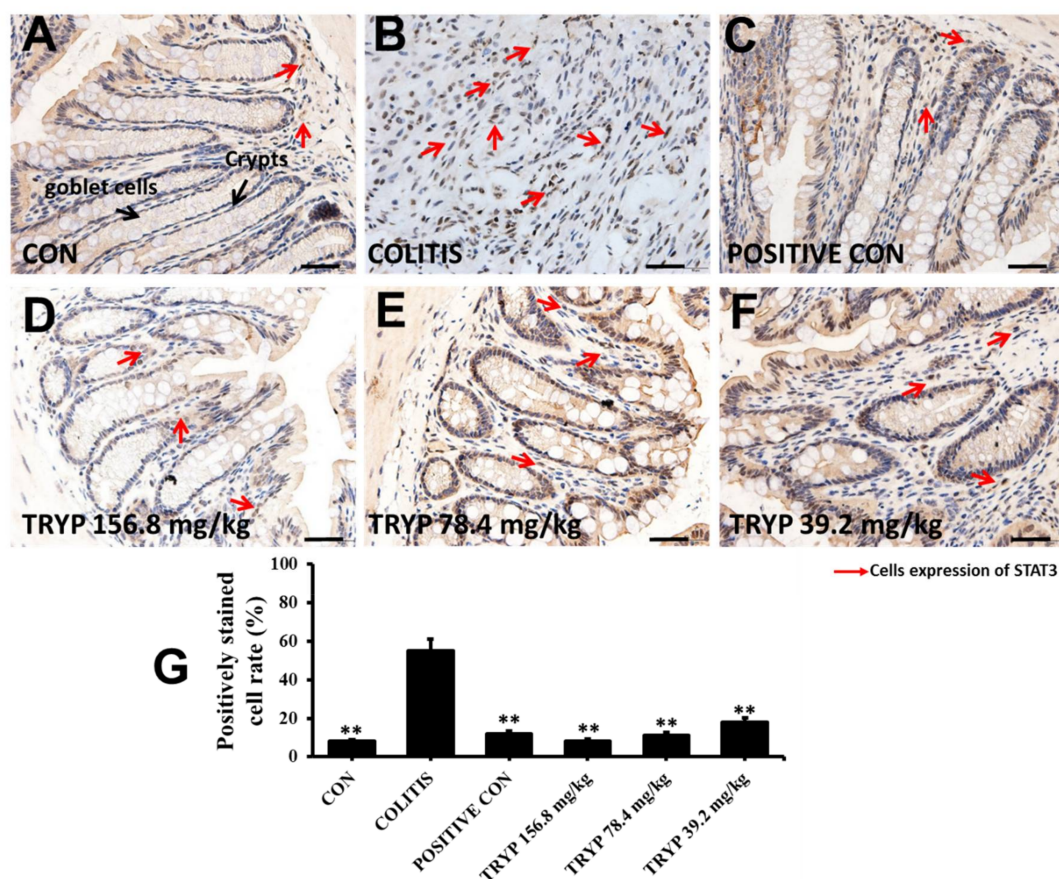 A
B
C
goblet cells
Crypts
CON
COLITIS
POSITIVE CON
D
E
F
TRYP 156.8 mg/kg
TRYP 78.4 mg/kg
TRYP 39.2 mg/kg
Cells expression of STAT3
G
Positively stained
cell rate (%)
100
80
60
40
20
0
**
**
**
**
**
CON
COLITIS
POSITIVE CON
TRYP 156.8 mg/kg
TRYP 78.4 mg/kg
TRYP 39.2 mg/kg